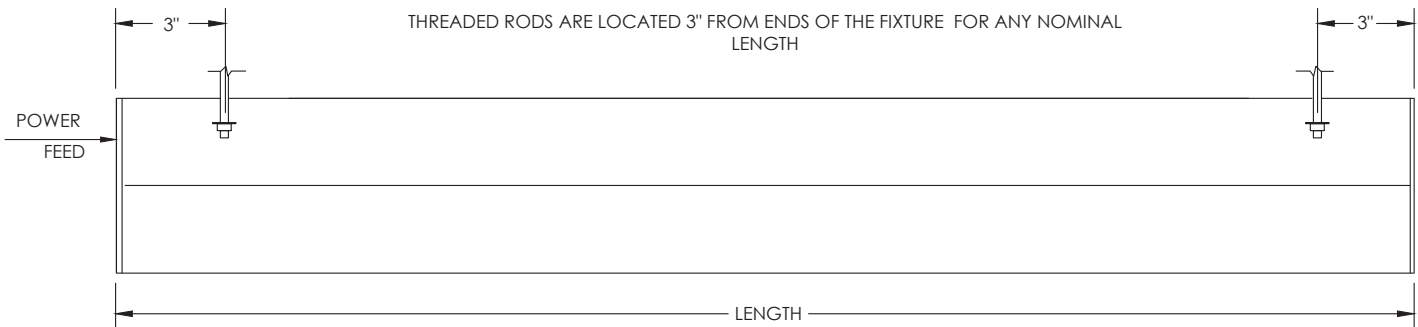 3"
THREADED RODS ARE LOCATED 3" FROM ENDS OF THE FIXTURE FOR ANY NOMINAL
LENGTH
3"
POWER
FEED
LENGTH